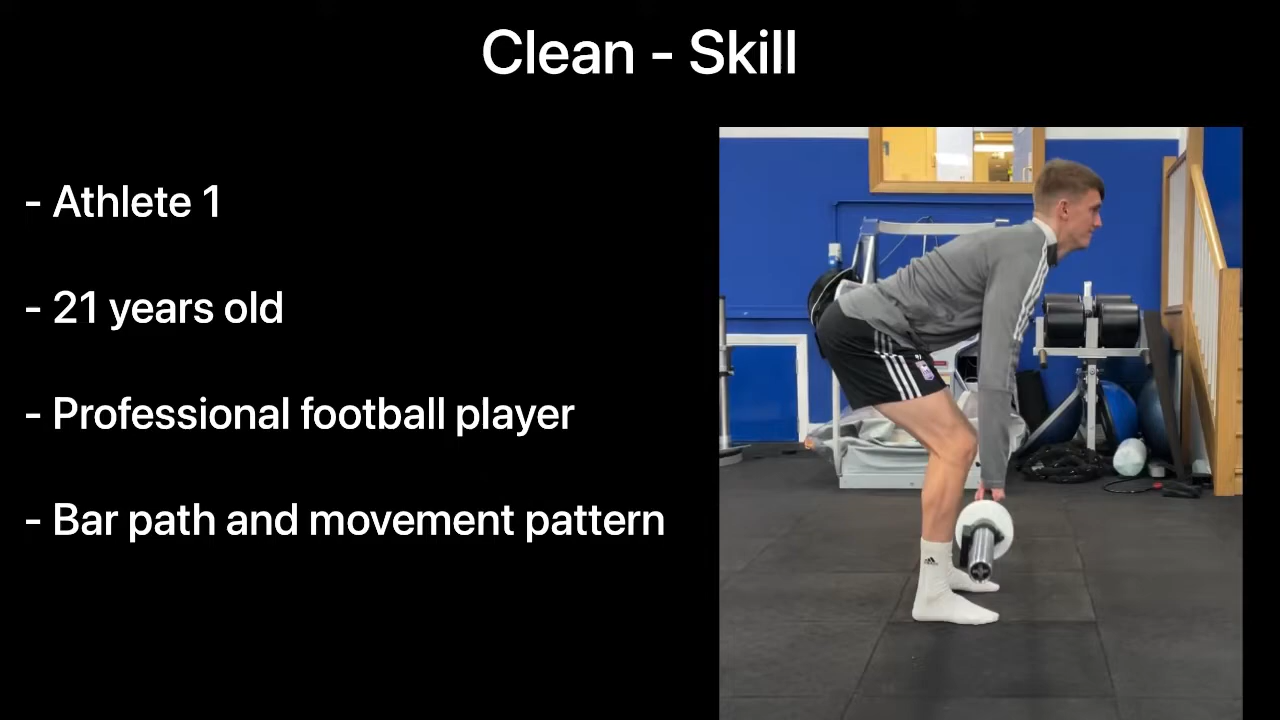 Clean - Skill
- Athlete 1
- 21 years old
- Professional football player
- Bar path and movement pattern